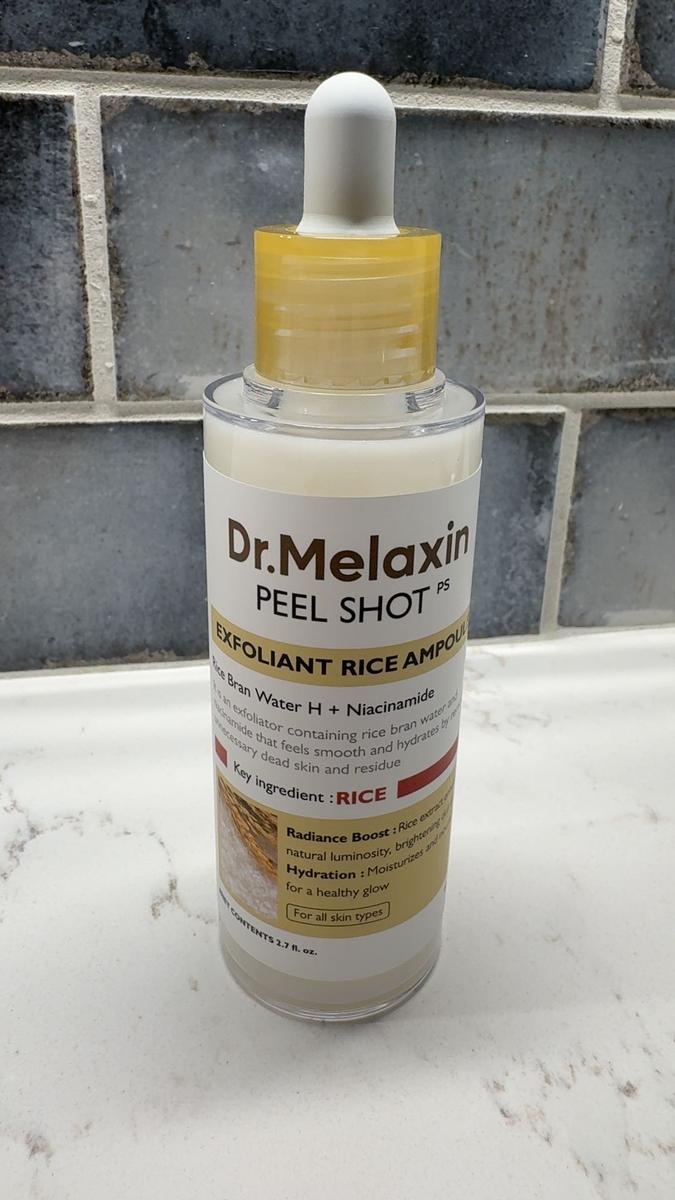 Dr.Melaxin
PEEL SHOT PS
EXFOLIANT RICE AMPOUL
Rice Bran Water H + Niacinamide
is an exfoliator containing rice bran water and
niacinamide that feels smooth and hydrates by
unnecessary dead skin and residue
Key ingredient : RICE
Radiance Boost : Rice extract
natural luminosity, brightening
Hydration : Moisturizes and
for a healthy glow
For all skin types
CONTENTS 2.7 fl. oz.